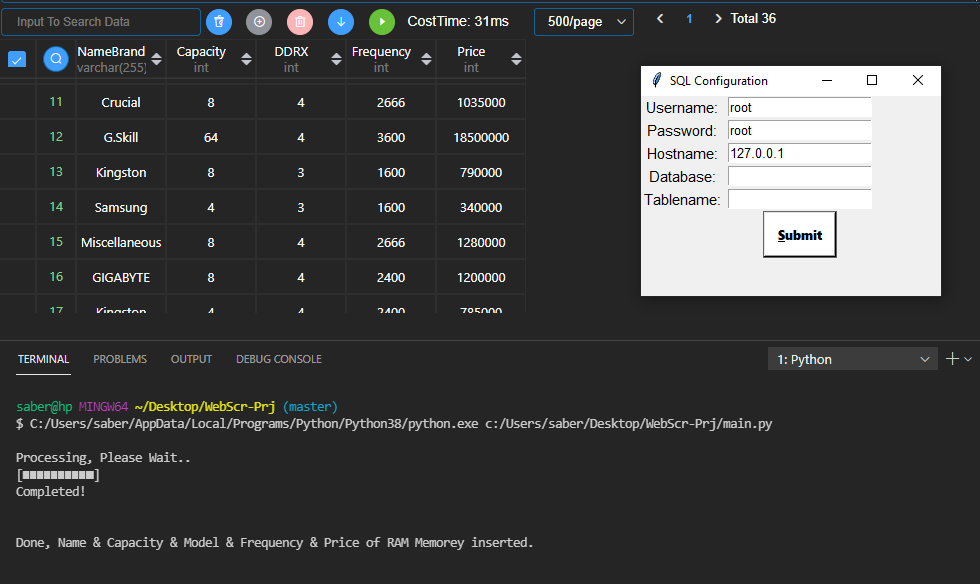 Input To Search Data CostTime: 31ms 500/page 1 Total 36
NameBrand Capacity DDRX Frequency Price
varchar(255) int int int int
11 Crucial 8 4 2666 1035000
12 G.Skill 64 4 3600 18500000
13 Kingston 8 3 1600 790000
14 Samsung 4 3 1600 340000
15 Miscellaneous 8 4 2666 1280000
16 GIGABYTE 8 4 2400 1200000
17 Kingston 4 4 2400 785000
SQL Configuration
Username: root
Password: root
Hostname: 127.0.0.1
Database:
Tablename:
Submit
TERMINAL PROBLEMS OUTPUT DEBUG CONSOLE 1: Python
saber@hp MINGW64 ~/Desktop/WebScr-Prj (master)
$ C:/Users/saber/AppData/Local/Programs/Python/Python38/python.exe c:/Users/saber/Desktop/WebScr-Prj/main.py
Processing, Please Wait..
[■■■■■■■■■■]
Completed!
Done, Name & Capacity & Model & Frequency & Price of RAM Memorey inserted.